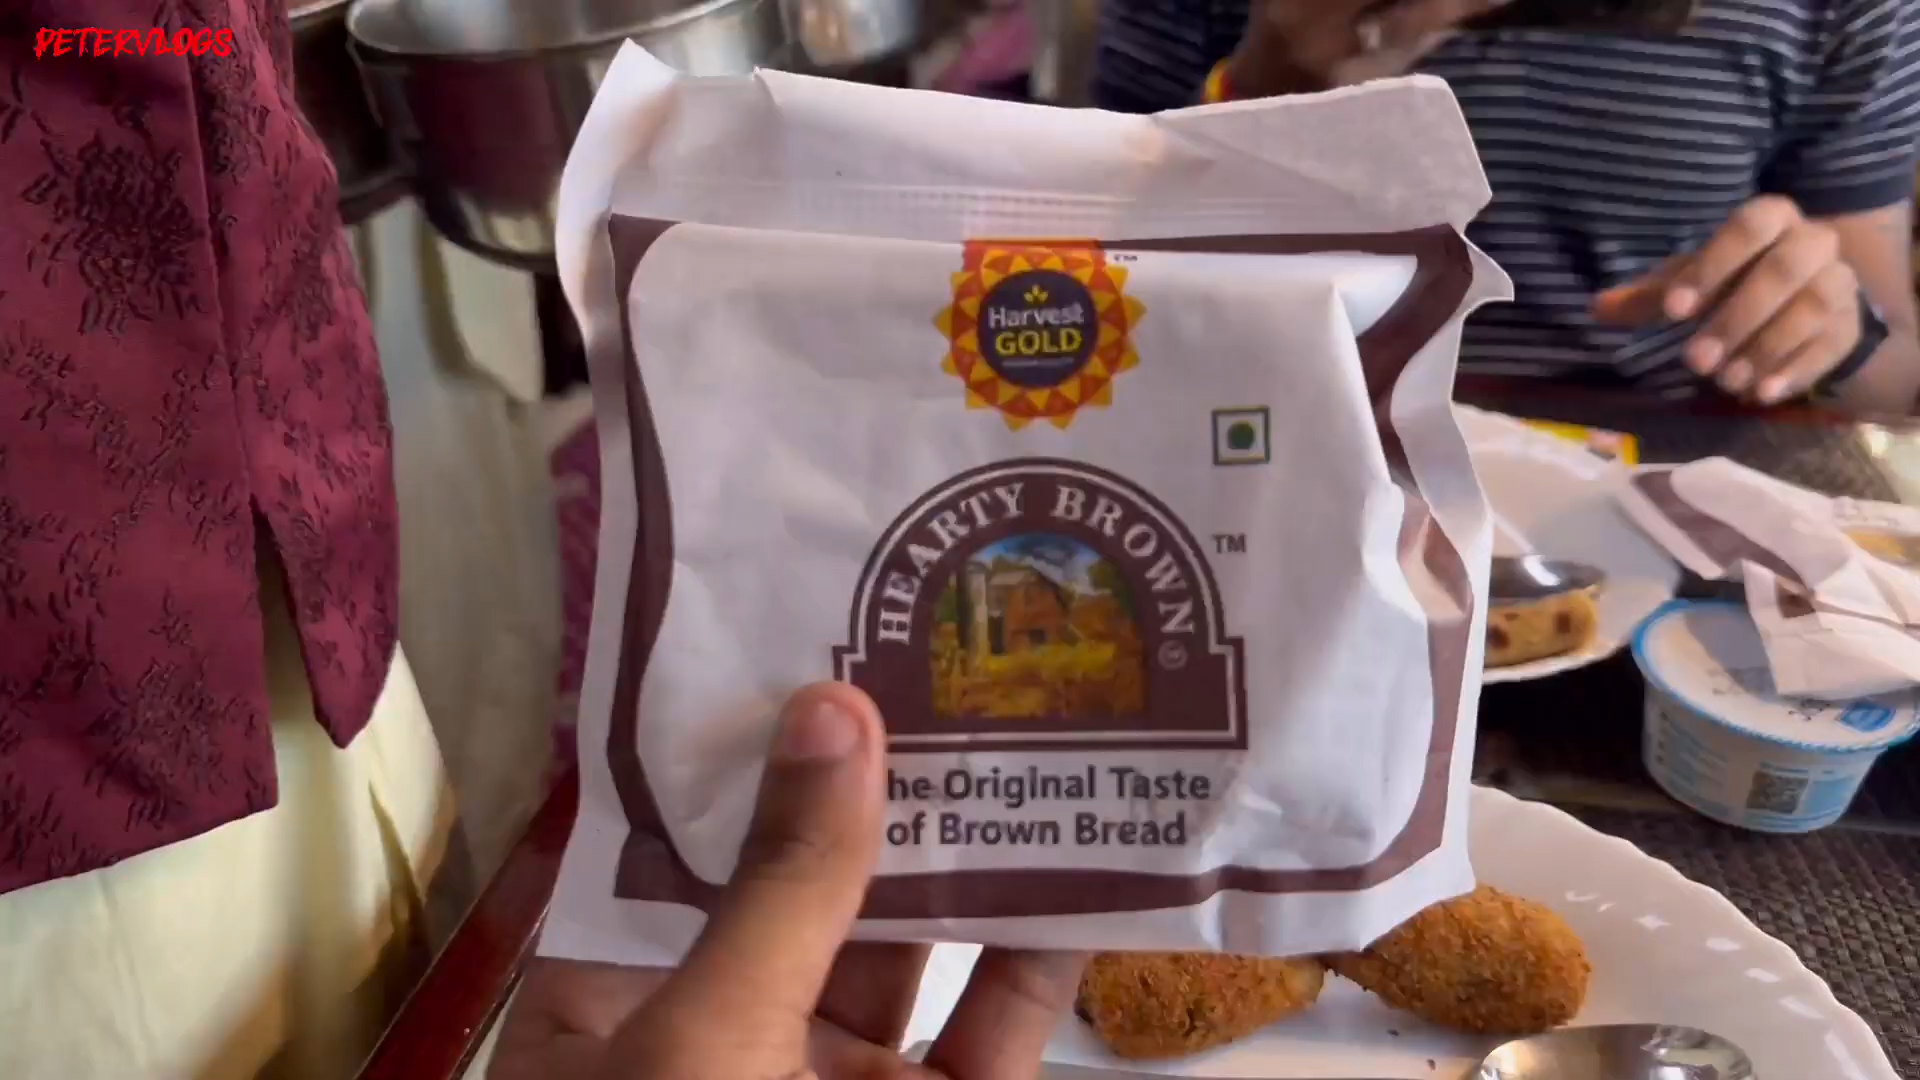 PETERVLOGS
Harvest
GOLD
TM
HEARTY BROWN
TM
he Original Taste
of Brown Bread